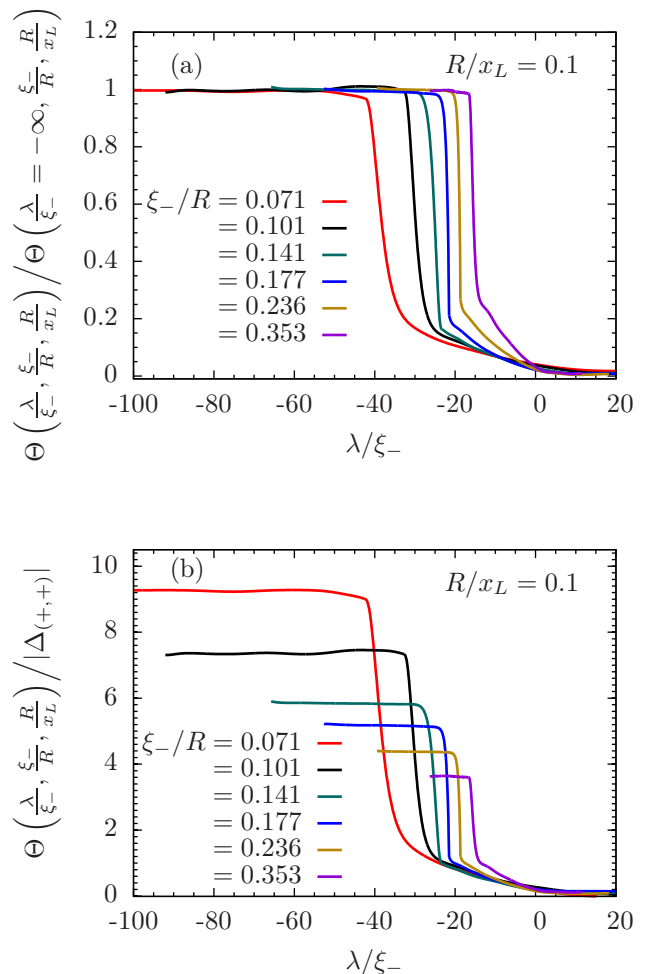 (a)
R/x_L = 0.1
Θ(λ/ξ₋, ξ₋/R, R/x_L)/Θ(λ/ξ₋ = −∞, ξ₋/R, R/x_L)
1.2
1
0.8
0.6
0.4
0.2
0
ξ₋/R = 0.071
= 0.101
= 0.141
= 0.177
= 0.236
= 0.353
-100 -80 -60 -40 -20 0 20
λ/ξ₋
(b)
R/x_L = 0.1
Θ(λ/ξ₋, ξ₋/R, R/x_L)/|Δ₍₊,₊₎|
10
8
6
4
2
0
ξ₋/R = 0.071
= 0.101
= 0.141
= 0.177
= 0.236
= 0.353
-100 -80 -60 -40 -20 0 20
λ/ξ₋